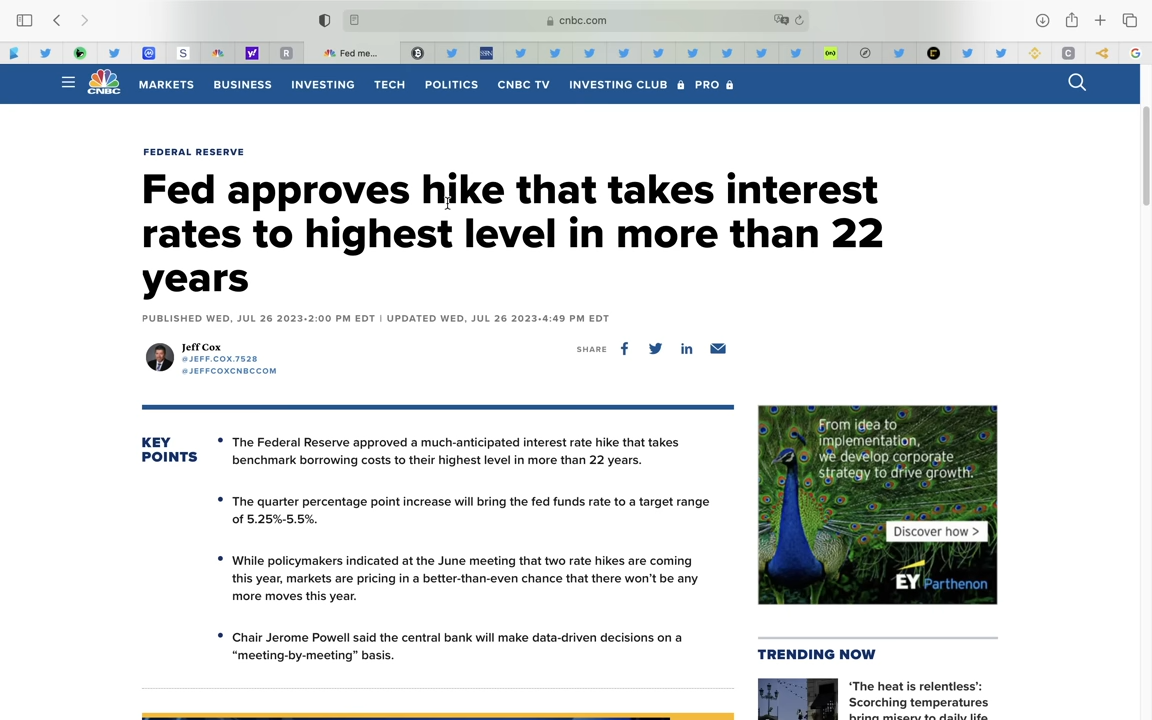 cnbc.com
Fed me...
CNBC
MARKETS BUSINESS INVESTING TECH POLITICS CNBC TV INVESTING CLUB PRO
FEDERAL RESERVE
Fed approves hike that takes interest
rates to highest level in more than 22
years
PUBLISHED WED, JUL 26 2023•2:00 PM EDT | UPDATED WED, JUL 26 2023•4:49 PM EDT
Jeff Cox
@JEFF.COX.7528
@JEFFCOXCNBCCOM
SHARE
KEY
POINTS
The Federal Reserve approved a much-anticipated interest rate hike that takes
benchmark borrowing costs to their highest level in more than 22 years.
The quarter percentage point increase will bring the fed funds rate to a target range
of 5.25%-5.5%.
While policymakers indicated at the June meeting that two rate hikes are coming
this year, markets are pricing in a better-than-even chance that there won’t be any
more moves this year.
Chair Jerome Powell said the central bank will make data-driven decisions on a
“meeting-by-meeting” basis.
From idea to
implementation,
we develop corporate
strategy to drive growth.
Discover how >
EY Parthenon
TRENDING NOW
‘The heat is relentless’:
Scorching temperatures
bring misery to daily life